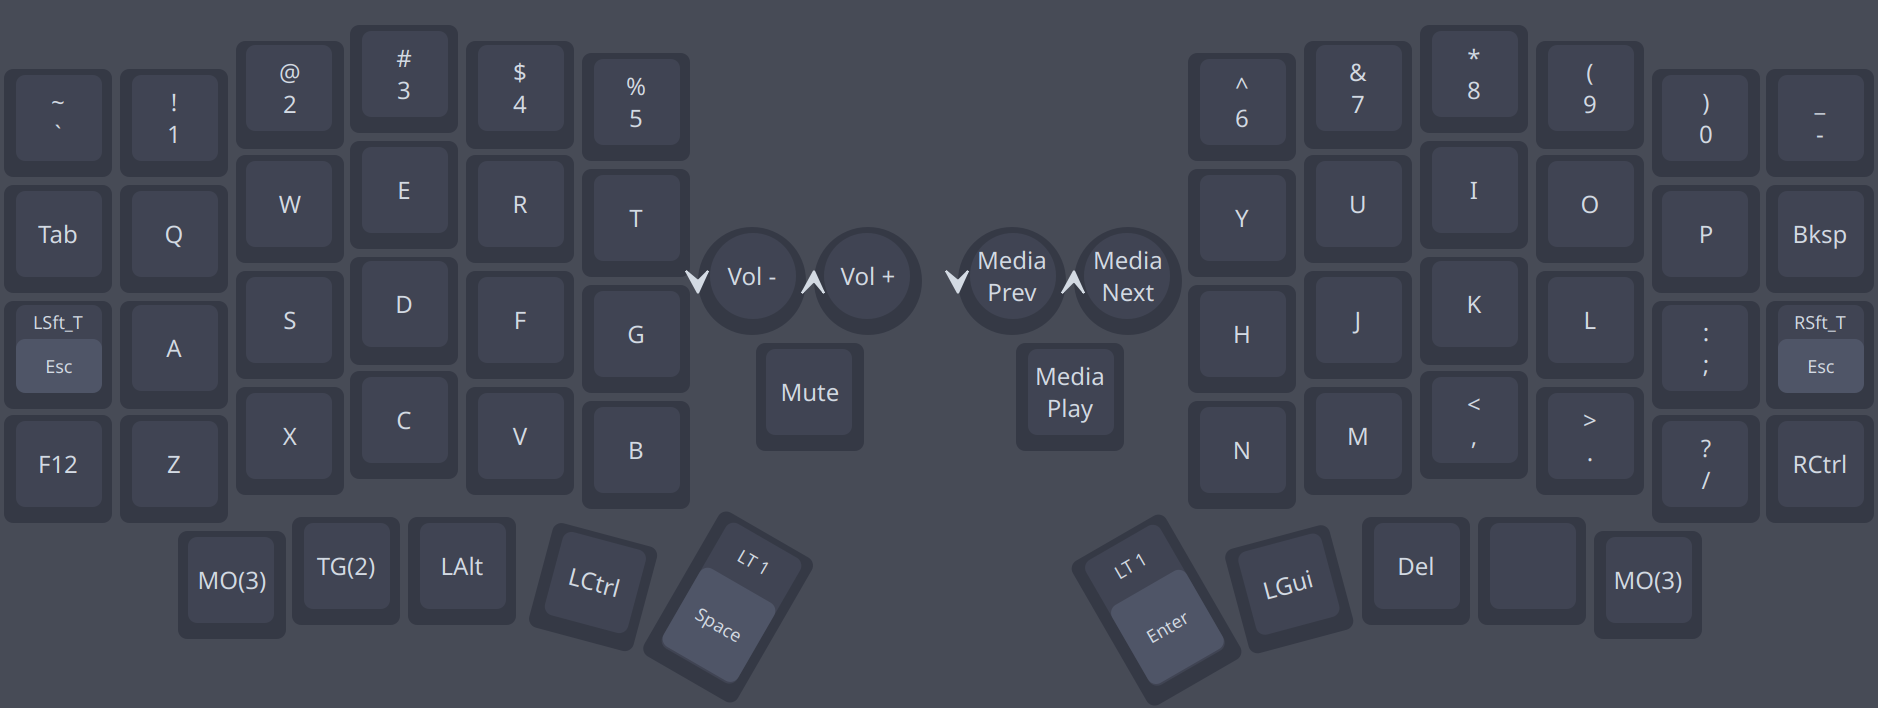 ~
`
!
1
@
2
#
3
$
4
%
5
^
6
&
7
*
8
(
9
)
0
_
-
Tab
Q
W
E
R
T
Y
U
I
O
P
Bksp
Vol -
Vol +
Media
Prev
Media
Next
LSft_T
Esc
A
S
D
F
G
H
J
K
L
:
;
RSft_T
Esc
Mute
Media
Play
F12
Z
X
C
V
B
N
M
<
,
>
.
?
/
RCtrl
MO(3)
TG(2)
LAlt
LCtrl
LT 1
Space
LT 1
Enter
LGui
Del
MO(3)